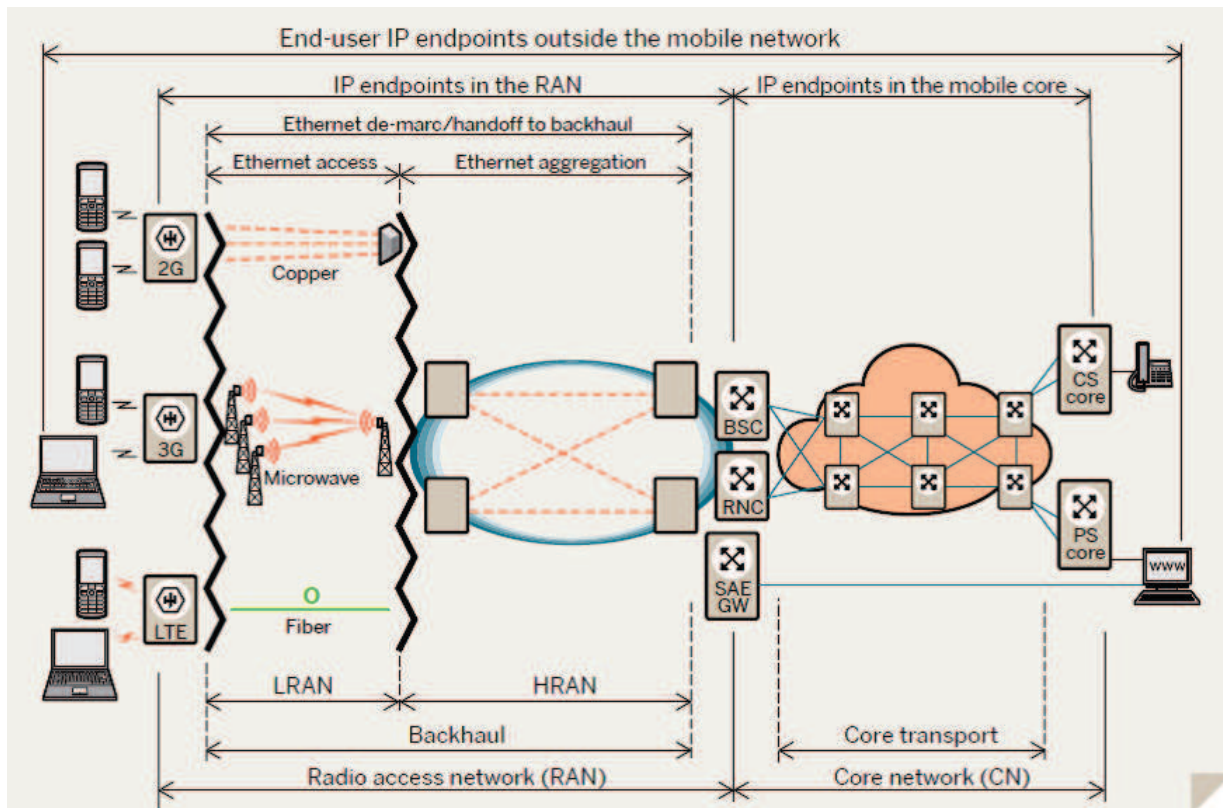 End-user IP endpoints outside the mobile network
IP endpoints in the RAN
IP endpoints in the mobile core
Ethernet de-marc/handoff to backhaul
Ethernet access
Ethernet aggregation
2G
Copper
3G
Microwave
BSC
RNC
CS
core
PS
core
LTE
Fiber
SAE
GW
www
LRAN
HRAN
Backhaul
Core transport
Radio access network (RAN)
Core network (CN)